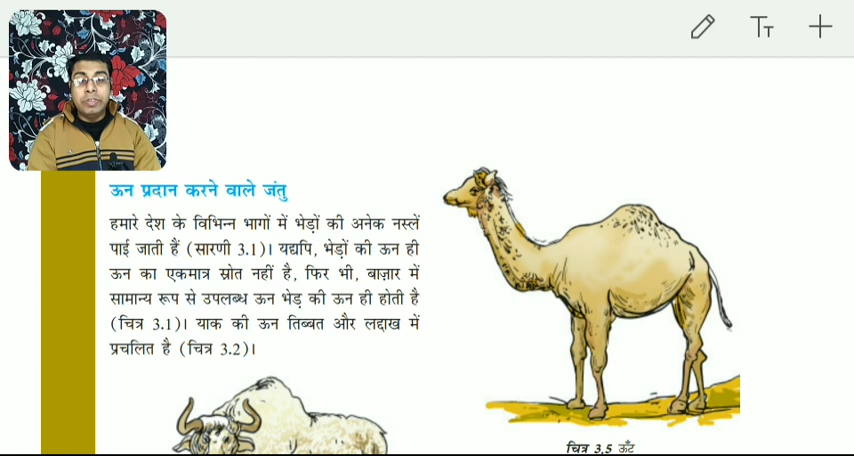 Tт
ऊन प्रदान करने वाले जंतु
हमारे देश के विभिन्न भागों में भेड़ों की अनेक नस्लें
पाई जाती हैं (सारणी 3.1)। यद्यपि, भेड़ों की ऊन ही
ऊन का एकमात्र स्रोत नहीं है, फिर भी, बाज़ार में
सामान्य रूप से उपलब्ध ऊन भेड़ की ऊन ही होती है
(चित्र 3.1)। याक की ऊन तिब्बत और लद्दाख में
प्रचलित है (चित्र 3.2)।
चित्र 3.5 ऊँट